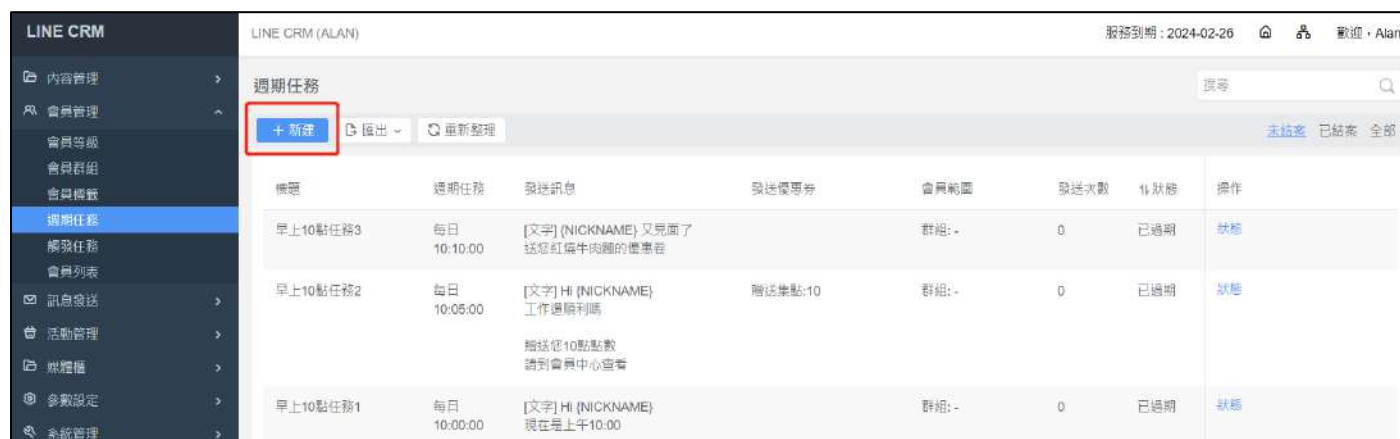 LINE CRM
LINE CRM (ALAN)
服務到期 : 2024-02-26
歡迎，Alan
內容管理
會員管理
會員等級
會員群組
會員標籤
週期任務
觸發任務
會員列表
訊息發送
活動管理
媒體櫃
參數設定
系統管理
週期任務
搜尋
新建
匯出
重新整理
未結案 已結案 全部
標題 週期任務 發送訊息 發送優惠券 會員範圍 發送次數 狀態 操作
早上10點任務3 每日 [文字] {NICKNAME} 又見面了 群組: - 0 已過期 狀態
10:10:00 送您紅燒牛肉麵的優惠卷
早上10點任務2 每日 [文字] Hi {NICKNAME} 贈送集點:10 群組: - 0 已過期 狀態
10:05:00 工作還順利嗎
贈送您10點點數
請到會員中心查看
早上10點任務1 每日 [文字] Hi {NICKNAME} 群組: - 0 已過期 狀態
10:00:00 現在是上午10:00